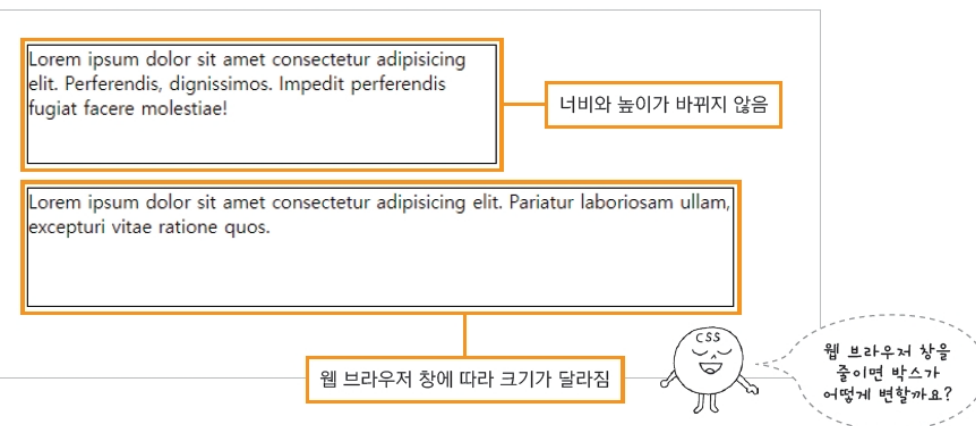 Lorem ipsum dolor sit amet consectetur adipisicing
elit. Perferendis, dignissimos. Impedit perferendis
fugiat facere molestiae!
너비와 높이가 바뀌지 않음
Lorem ipsum dolor sit amet consectetur adipisicing elit. Pariatur laboriosam ullam,
excepturi vitae ratione quos.
웹 브라우저 창에 따라 크기가 달라짐
CSS
웹 브라우저 창을
줄이면 박스가
어떻게 변할까요?